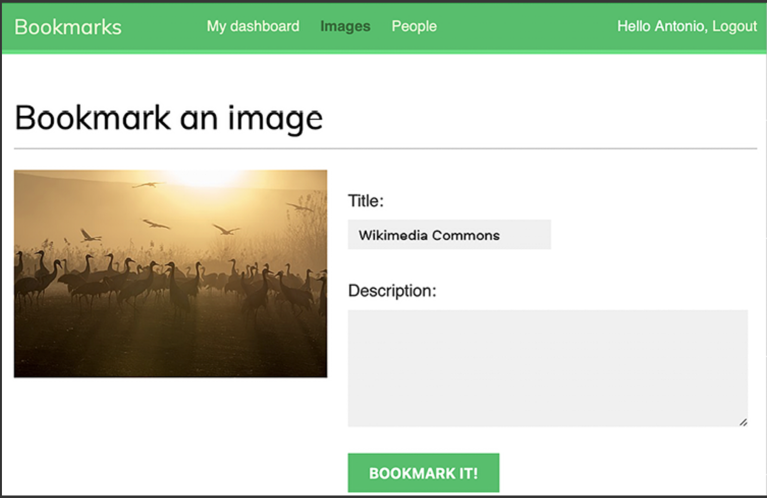 Bookmarks My dashboard Images People Hello Antonio, Logout
Bookmark an image
Title:
Wikimedia Commons
Description:
BOOKMARK IT!